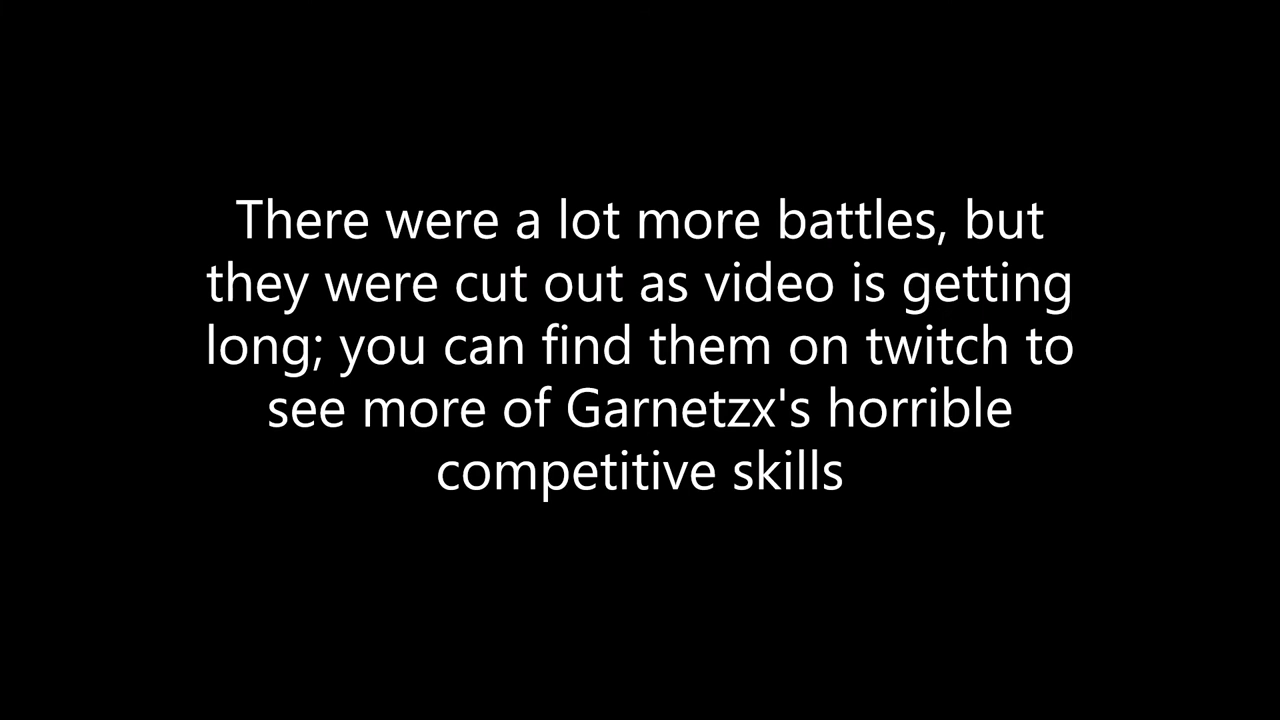 There were a lot more battles, but
they were cut out as video is getting
long; you can find them on twitch to
see more of Garnetzx's horrible
competitive skills